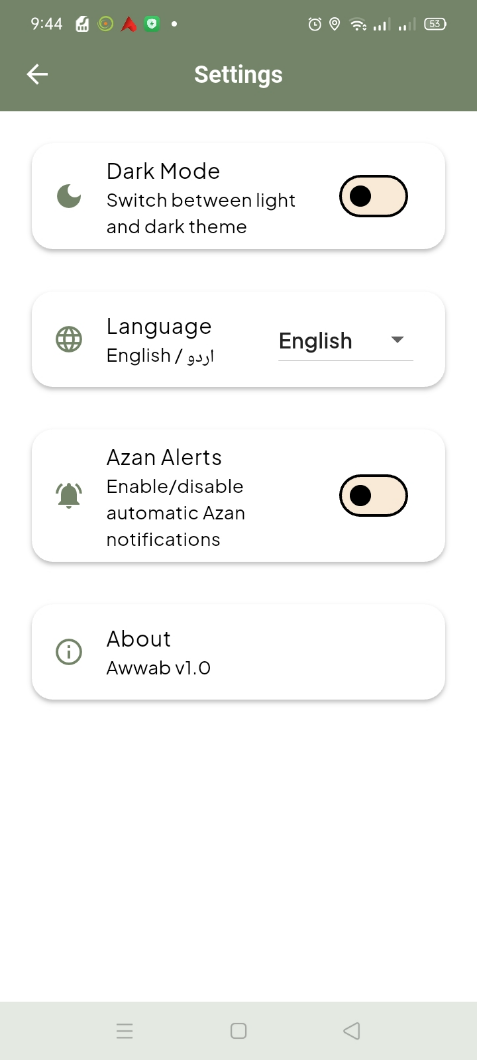 9:44
53
Settings
Dark Mode
Switch between light
and dark theme
Language
English / اردو
English
Azan Alerts
Enable/disable
automatic Azan
notifications
About
Awwab v1.0